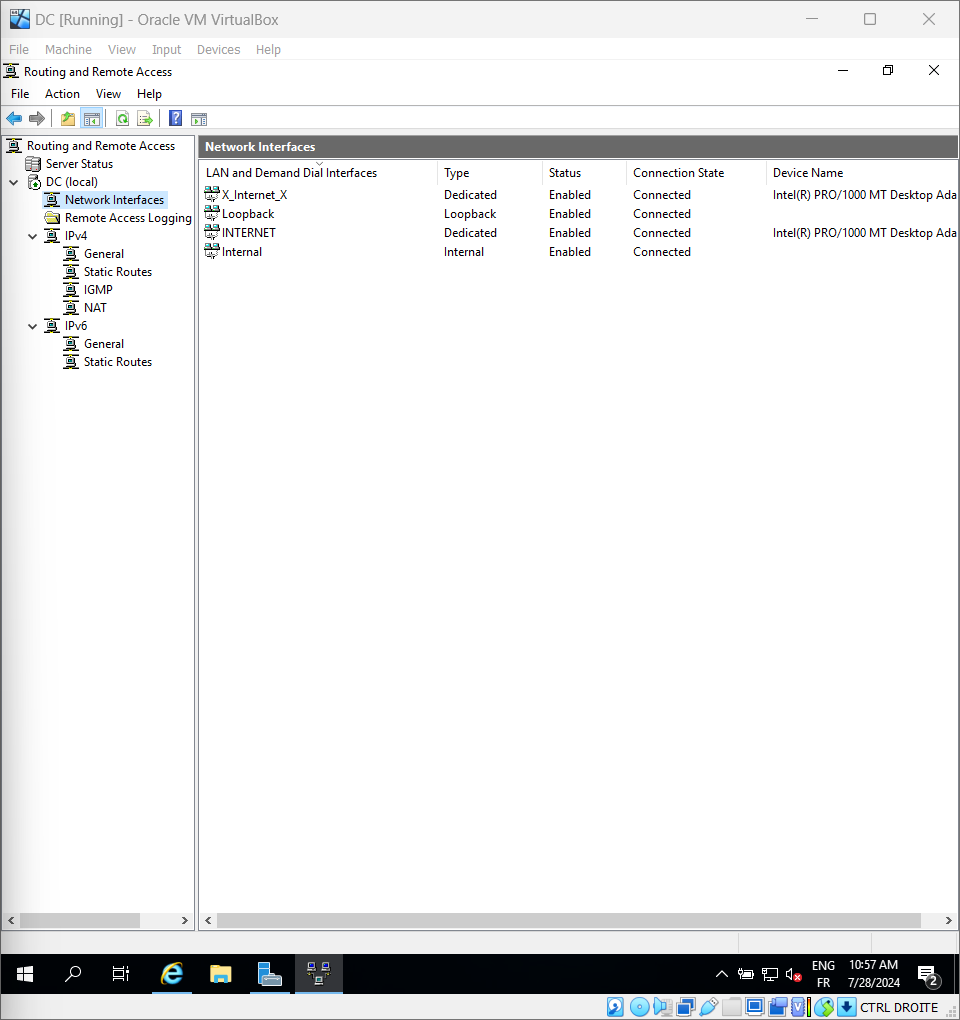 DC [Running] - Oracle VM VirtualBox
File Machine View Input Devices Help
Routing and Remote Access
File Action View Help
Routing and Remote Access
Server Status
DC (local)
Network Interfaces
Remote Access Logging
IPv4
General
Static Routes
IGMP
NAT
IPv6
General
Static Routes
Network Interfaces
LAN and Demand Dial Interfaces Type Status Connection State Device Name
X_Internet_X Dedicated Enabled Connected Intel(R) PRO/1000 MT Desktop Ada
Loopback Loopback Enabled Connected
INTERNET Dedicated Enabled Connected Intel(R) PRO/1000 MT Desktop Ada
Internal Internal Enabled Connected
ENG
FR
10:57 AM
7/28/2024
2
CTRL DROITE